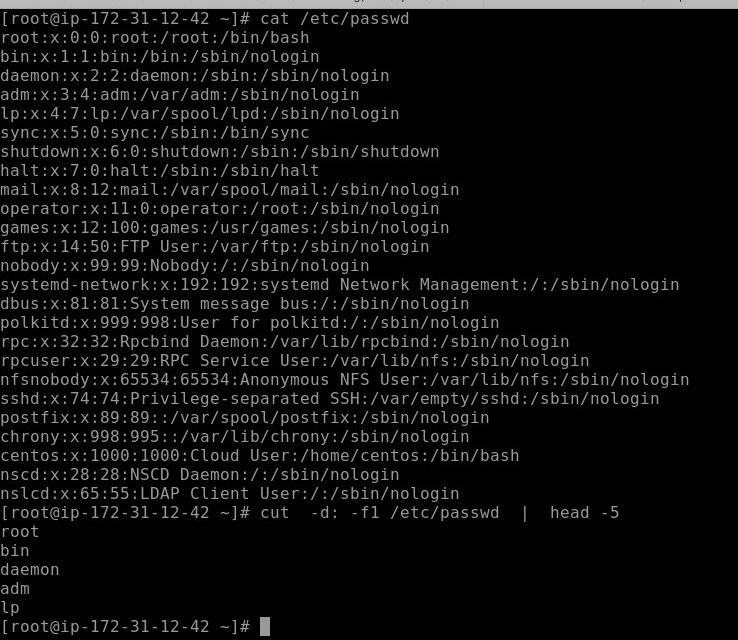 [root@ip-172-31-12-42 ~]# cat /etc/passwd
root:x:0:0:root:/root:/bin/bash
bin:x:1:1:bin:/bin:/sbin/nologin
daemon:x:2:2:daemon:/sbin:/sbin/nologin
adm:x:3:4:adm:/var/adm:/sbin/nologin
lp:x:4:7:lp:/var/spool/lpd:/sbin/nologin
sync:x:5:0:sync:/sbin:/bin/sync
shutdown:x:6:0:shutdown:/sbin:/sbin/shutdown
halt:x:7:0:halt:/sbin:/sbin/halt
mail:x:8:12:mail:/var/spool/mail:/sbin/nologin
operator:x:11:0:operator:/root:/sbin/nologin
games:x:12:100:games:/usr/games:/sbin/nologin
ftp:x:14:50:FTP User:/var/ftp:/sbin/nologin
nobody:x:99:99:Nobody:/:/sbin/nologin
systemd-network:x:192:192:systemd Network Management:/:/sbin/nologin
dbus:x:81:81:System message bus:/:/sbin/nologin
polkitd:x:999:998:User for polkitd:/:/sbin/nologin
rpc:x:32:32:Rpcbind Daemon:/var/lib/rpcbind:/sbin/nologin
rpcuser:x:29:29:RPC Service User:/var/lib/nfs:/sbin/nologin
nfsnobody:x:65534:65534:Anonymous NFS User:/var/lib/nfs:/sbin/nologin
sshd:x:74:74:Privilege-separated SSH:/var/empty/sshd:/sbin/nologin
postfix:x:89:89::/var/spool/postfix:/sbin/nologin
chrony:x:998:995::/var/lib/chrony:/sbin/nologin
centos:x:1000:1000:Cloud User:/home/centos:/bin/bash
nscd:x:28:28:NSCD Daemon:/:/sbin/nologin
nslcd:x:65:55:LDAP Client User:/:/sbin/nologin
[root@ip-172-31-12-42 ~]# cut  -d: -f1 /etc/passwd  |  head -5
root
bin
daemon
adm
lp
[root@ip-172-31-12-42 ~]#